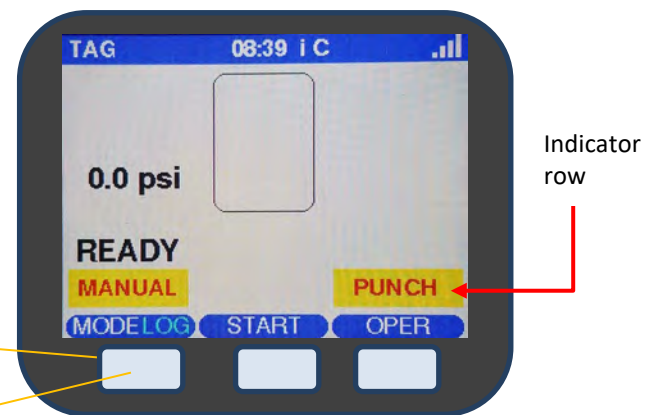 TAG 08:39 i C
0.0 psi
READY
MANUAL PUNCH
MODE LOG START OPER
Indicator
row